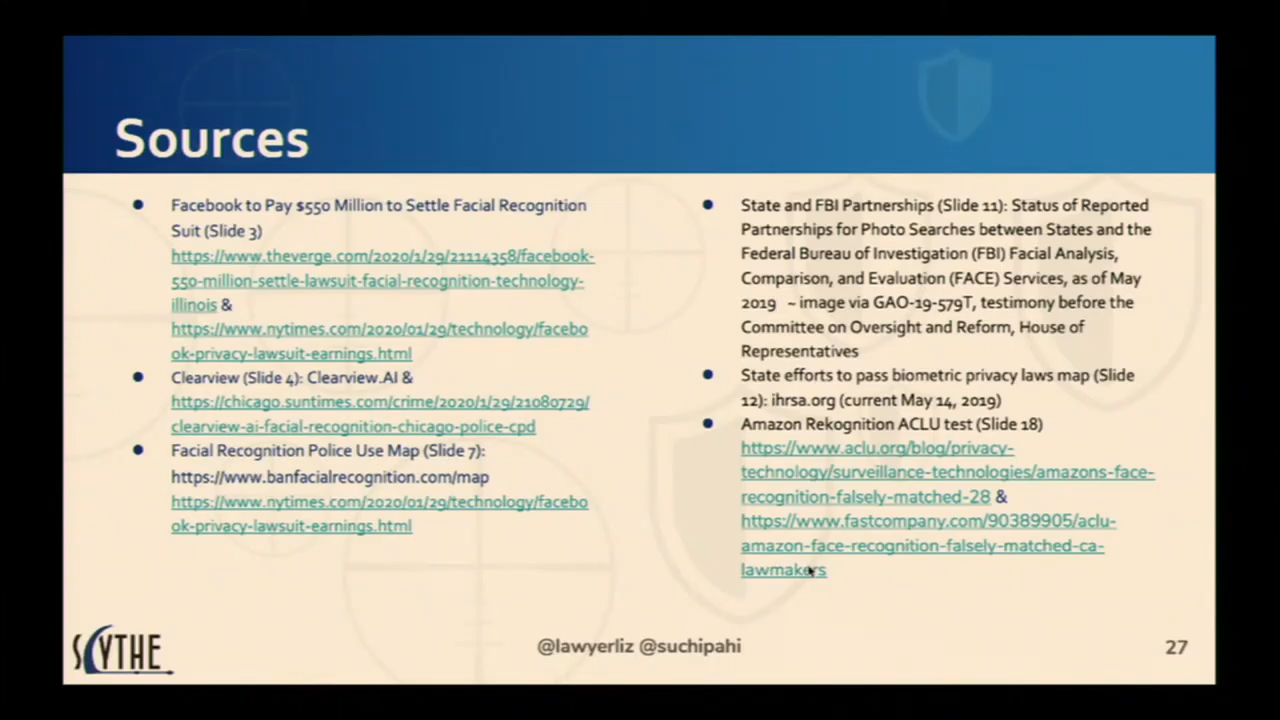 Sources
● Facebook to Pay $550 Million to Settle Facial Recognition
Suit (Slide 3)
https://www.theverge.com/2020/1/29/21114358/facebook-
550-million-settle-lawsuit-facial-recognition-technology-
illinois &
https://www.nytimes.com/2020/01/29/technology/facebo
ok-privacy-lawsuit-earnings.html
● Clearview (Slide 4): Clearview.AI &
https://chicago.suntimes.com/crime/2020/1/29/21080729/
clearview-ai-facial-recognition-chicago-police-cpd
● Facial Recognition Police Use Map (Slide 7):
https://www.banfacialrecognition.com/map
https://www.nytimes.com/2020/01/29/technology/facebo
ok-privacy-lawsuit-earnings.html
● State and FBI Partnerships (Slide 11): Status of Reported
Partnerships for Photo Searches between States and the
Federal Bureau of Investigation (FBI) Facial Analysis,
Comparison, and Evaluation (FACE) Services, as of May
2019 ~ image via GAO-19-579T, testimony before the
Committee on Oversight and Reform, House of
Representatives
● State efforts to pass biometric privacy laws map (Slide
12): ihrsa.org (current May 14, 2019)
● Amazon Rekognition ACLU test (Slide 18)
https://www.aclu.org/blog/privacy-
technology/surveillance-technologies/amazons-face-
recognition-falsely-matched-28 &
https://www.fastcompany.com/90389905/aclu-
amazon-face-recognition-falsely-matched-ca-
lawmakers
SCYTHE
@lawyerliz @suchipahi
27